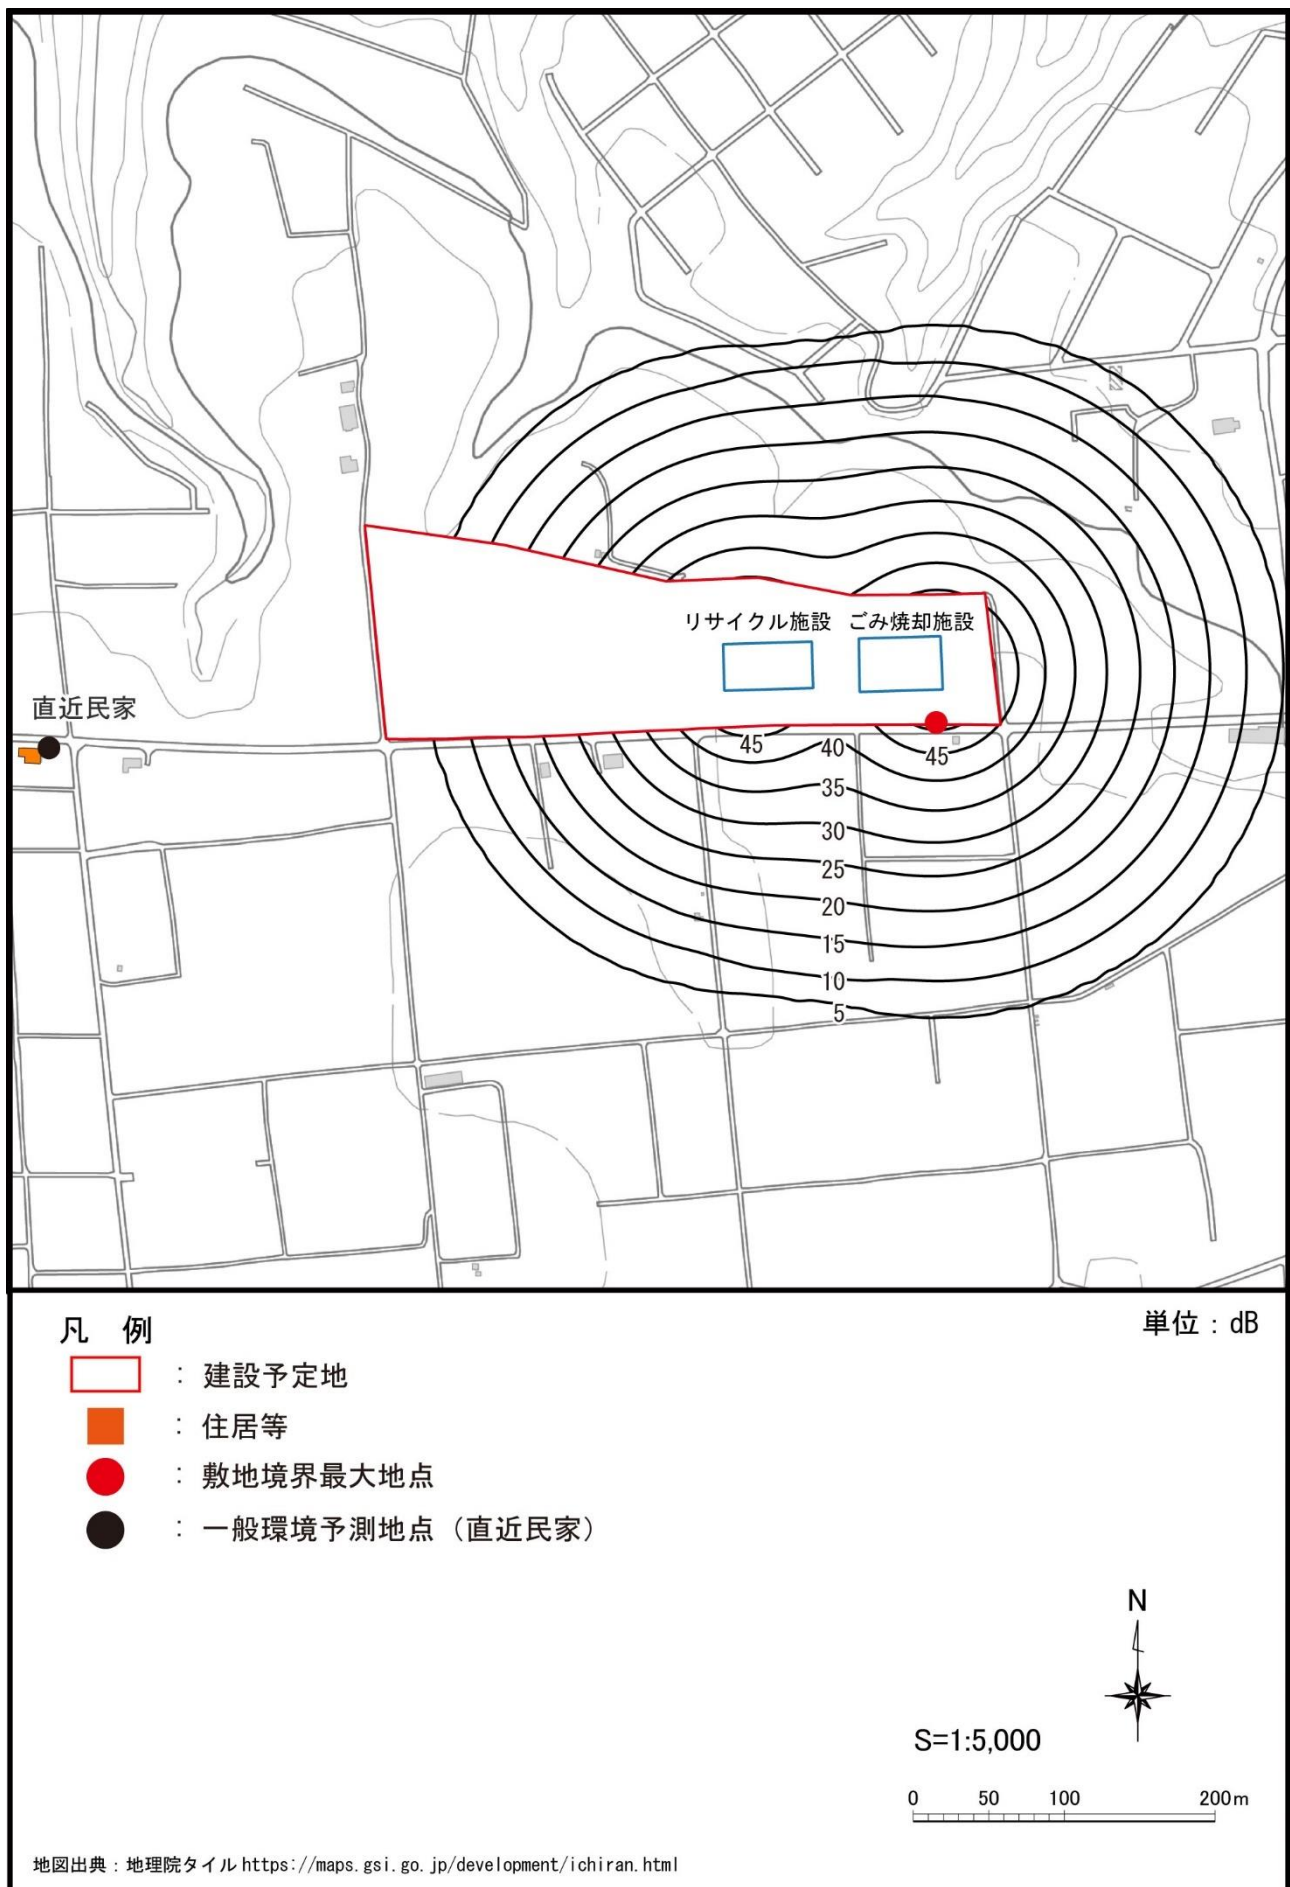 リサイクル施設 ごみ焼却施設
直近民家
45 40 45
35
30
25
20
15
10
5
凡 例
単位：dB
：建設予定地
：住居等
：敷地境界最大地点
：一般環境予測地点（直近民家）
N
S=1:5,000
0 50 100 200m
地図出典：地理院タイル https://maps.gsi.go.jp/development/ichiran.html